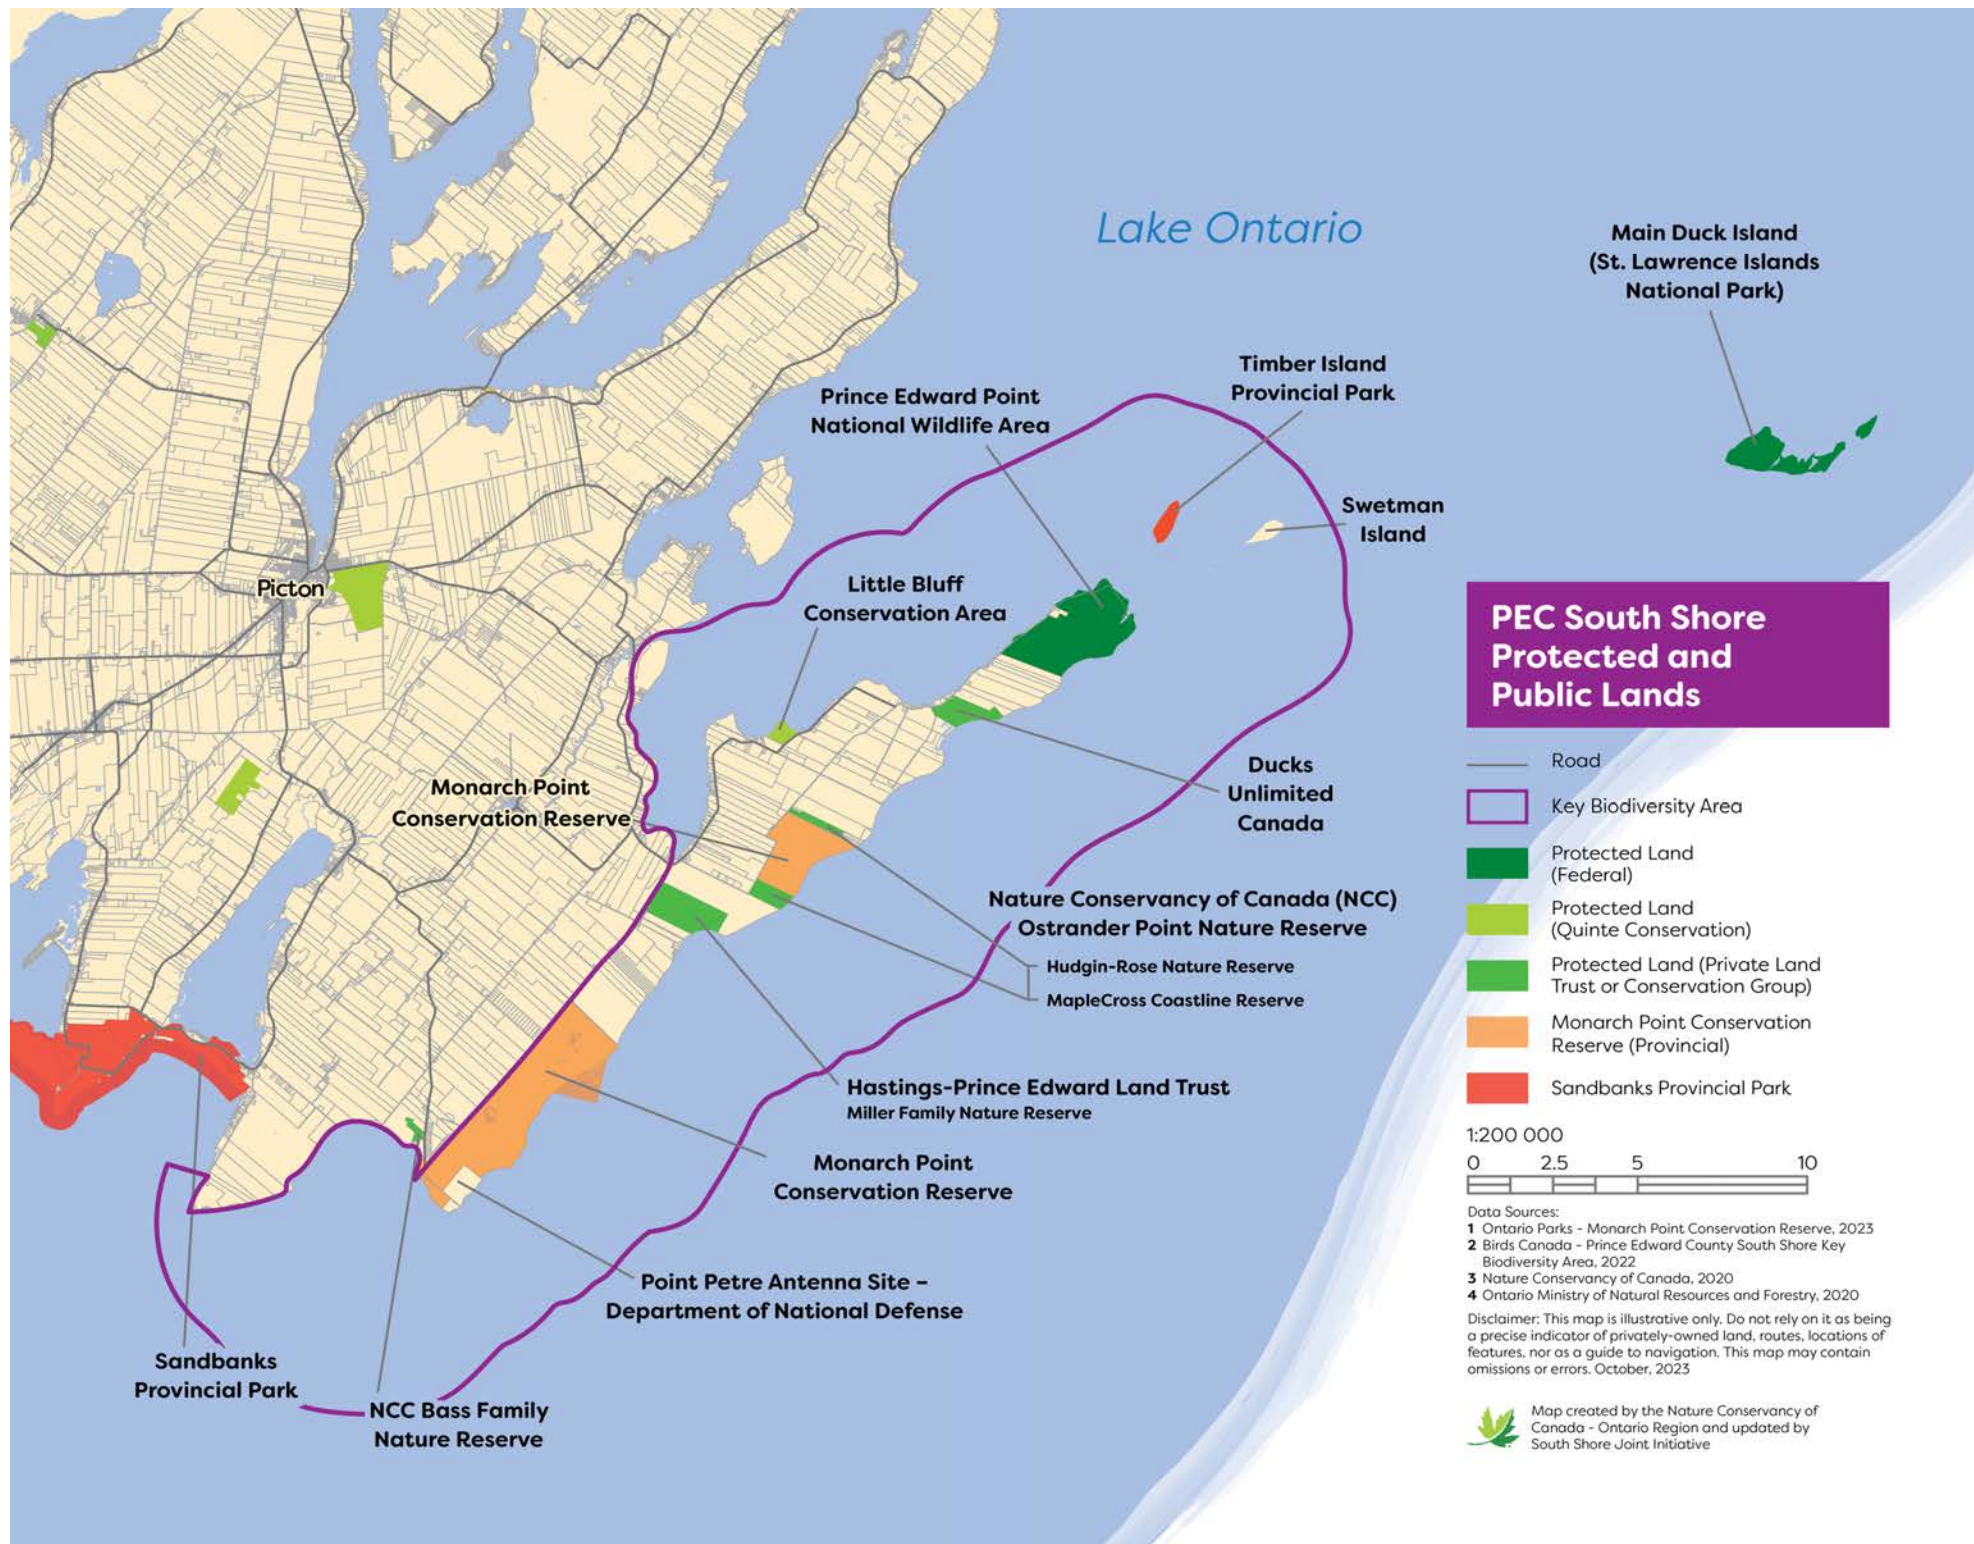 Lake Ontario
Main Duck Island
(St. Lawrence Islands
National Park)
Timber Island
Provincial Park
Prince Edward Point
National Wildlife Area
Swetman
Island
Little Bluff
Conservation Area
Picton
Monarch Point
Conservation Reserve
Ducks
Unlimited
Canada
Nature Conservancy of Canada (NCC)
Ostrander Point Nature Reserve
Hudgin-Rose Nature Reserve
MapleCross Coastline Reserve
Hastings-Prince Edward Land Trust
Miller Family Nature Reserve
Monarch Point
Conservation Reserve
Point Petre Antenna Site –
Department of National Defense
Sandbanks
Provincial Park
NCC Bass Family
Nature Reserve
PEC South Shore
Protected and
Public Lands
Road
Key Biodiversity Area
Protected Land
(Federal)
Protected Land
(Quinte Conservation)
Protected Land (Private Land
Trust or Conservation Group)
Monarch Point Conservation
Reserve (Provincial)
Sandbanks Provincial Park
1:200 000
0 2.5 5 10
Data Sources:
1 Ontario Parks - Monarch Point Conservation Reserve, 2023
2 Birds Canada - Prince Edward County South Shore Key
Biodiversity Area, 2022
3 Nature Conservancy of Canada, 2020
4 Ontario Ministry of Natural Resources and Forestry, 2020
Disclaimer: This map is illustrative only. Do not rely on it as being
a precise indicator of privately-owned land, routes, locations of
features, nor as a guide to navigation. This map may contain
omissions or errors. October, 2023
Map created by the Nature Conservancy of
Canada - Ontario Region and updated by
South Shore Joint Initiative